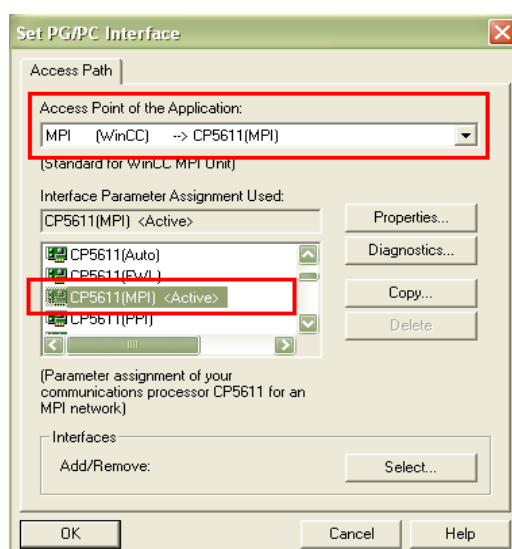 Set PG/PC Interface
Access Path
Access Point of the Application:
MPI (WinCC) --> CP5611(MPI)
(Standard for WinCC MPI Unit)
Interface Parameter Assignment Used:
CP5611(MPI) <Active>
Properties...
CP5611(Auto)
Diagnostics...
CP5611(FWL)
CP5611(MPI) <Active>
Copy...
CP5611(PPI)
Delete
(Parameter assignment of your
communications processor CP5611 for an
MPI network)
Interfaces
Add/Remove:
Select...
OK
Cancel
Help